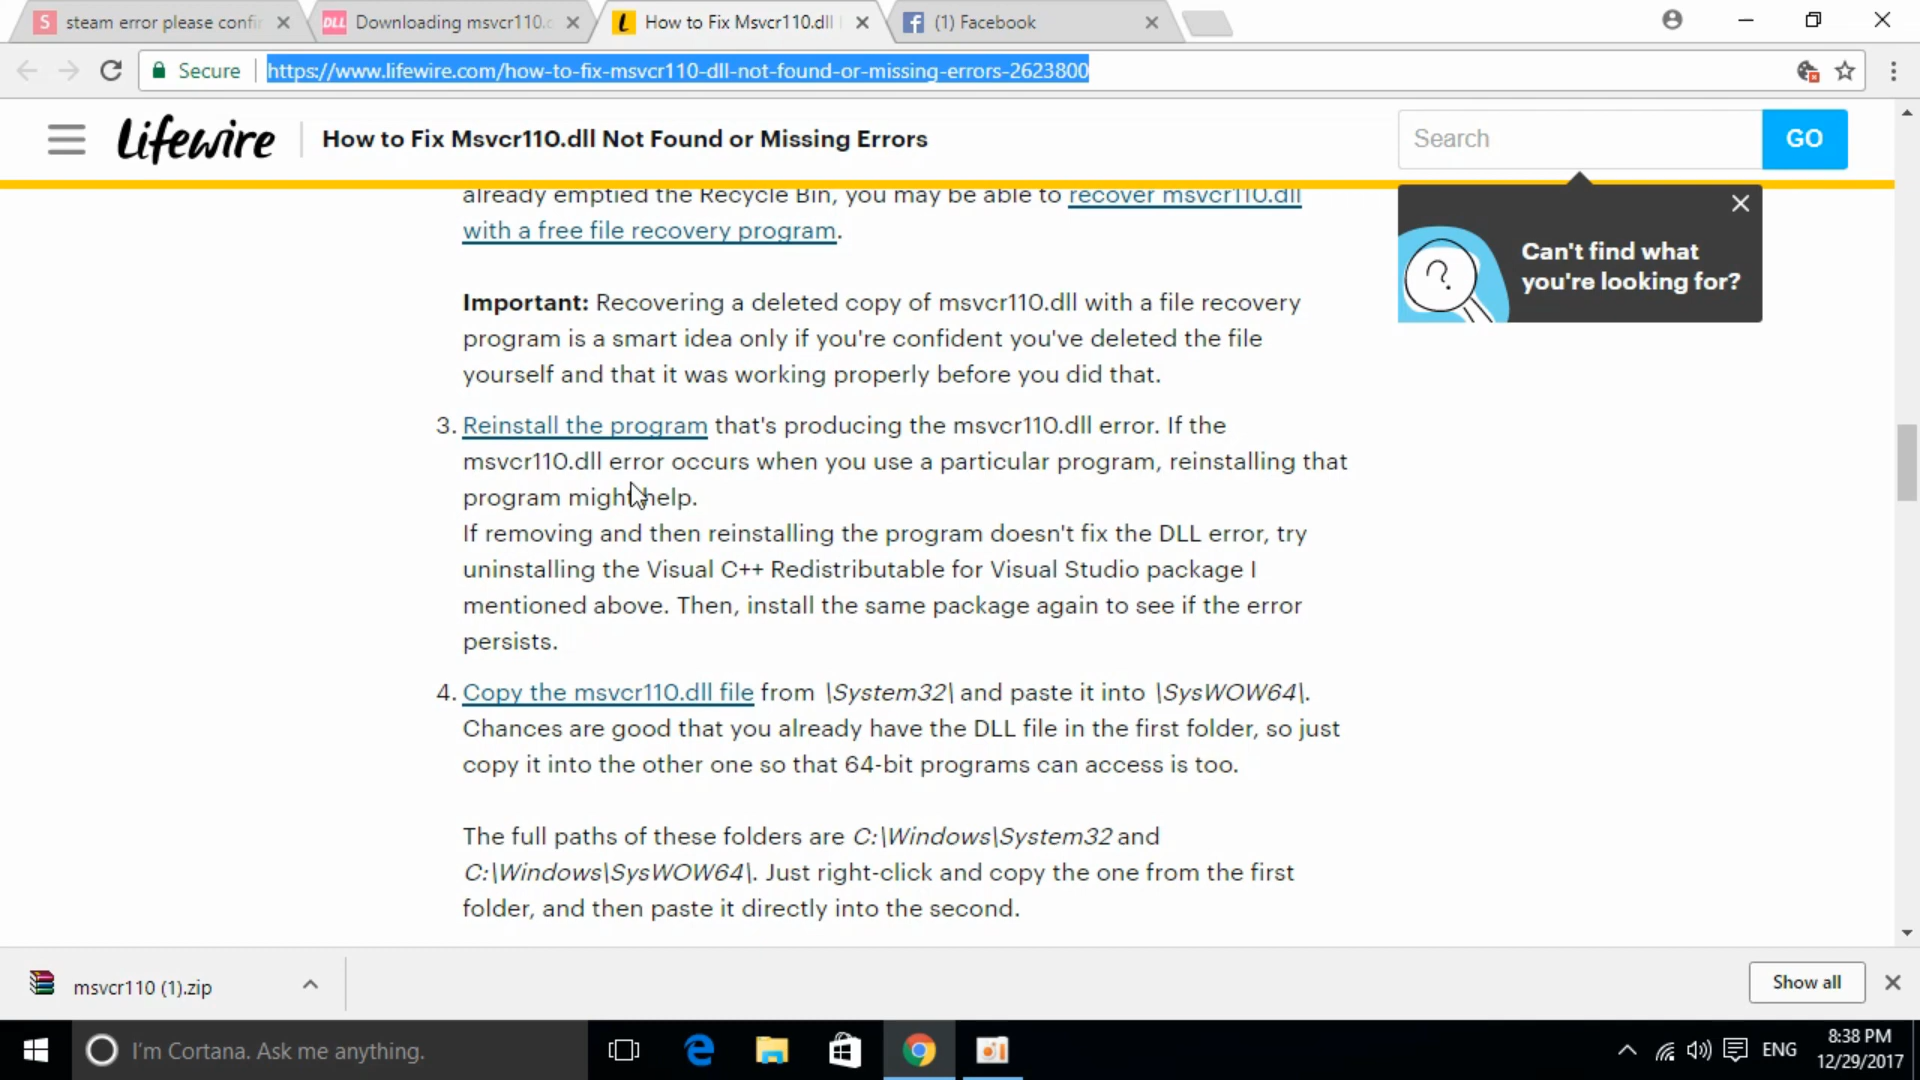 S steam error please confi
DLL Downloading msvcr110.d
L How to Fix Msvcr110.dll
f (1) Facebook
Secure
https://www.lifewire.com/how-to-fix-msvcr110-dll-not-found-or-missing-errors-2623800
Lifewire
How to Fix Msvcr110.dll Not Found or Missing Errors
Search
GO
already emptied the Recycle Bin, you may be able to recover msvcr110.dll
with a free file recovery program.
Can't find what
you're looking for?
Important: Recovering a deleted copy of msvcr110.dll with a file recovery
program is a smart idea only if you're confident you've deleted the file
yourself and that it was working properly before you did that.
3. Reinstall the program that's producing the msvcr110.dll error. If the
msvcr110.dll error occurs when you use a particular program, reinstalling that
program might help.
If removing and then reinstalling the program doesn't fix the DLL error, try
uninstalling the Visual C++ Redistributable for Visual Studio package I
mentioned above. Then, install the same package again to see if the error
persists.
4. Copy the msvcr110.dll file from \System32\ and paste it into \SysWOW64\.
Chances are good that you already have the DLL file in the first folder, so just
copy it into the other one so that 64-bit programs can access is too.
The full paths of these folders are C:\Windows\System32 and
C:\Windows\SysWOW64\. Just right-click and copy the one from the first
folder, and then paste it directly into the second.
msvcr110 (1).zip
Show all
I'm Cortana. Ask me anything.
ENG
8:38 PM
12/29/2017